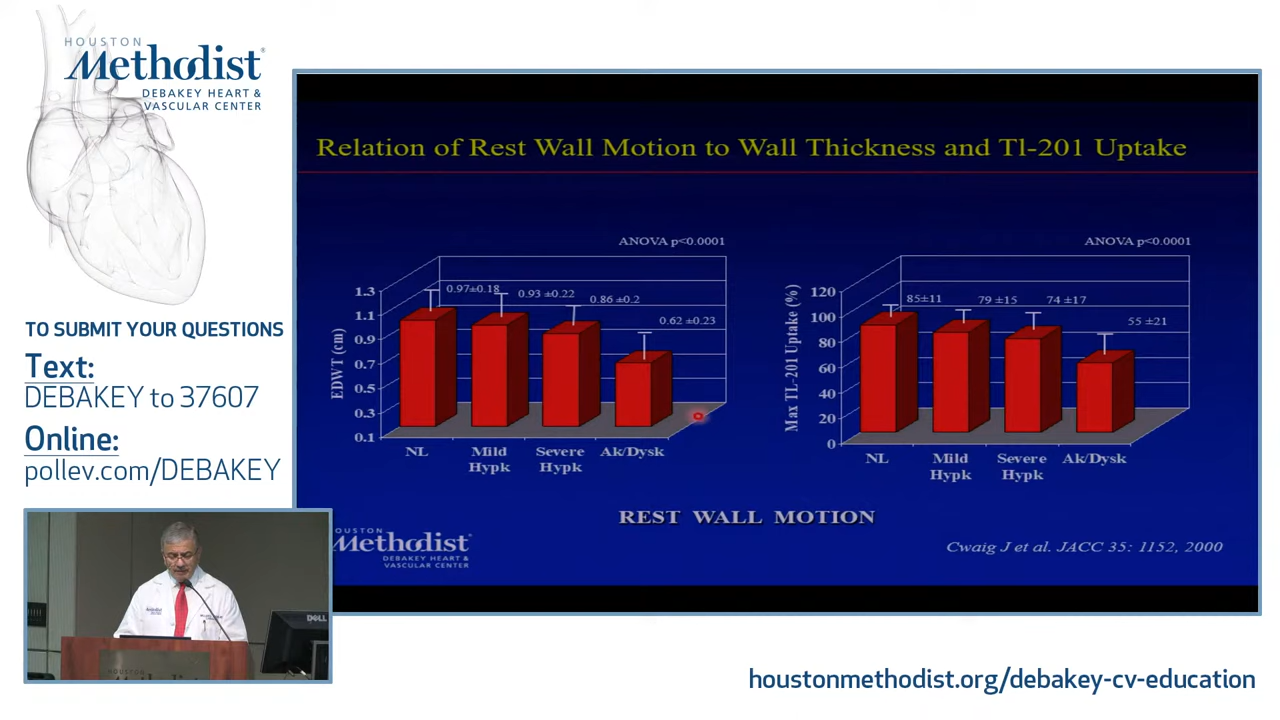 HOUSTON
Methodist
DEBAKEY HEART &
VASCULAR CENTER
TO SUBMIT YOUR QUESTIONS
Text:
DEBAKEY to 37607
Online:
pollev.com/DEBAKEY
Relation of Rest Wall Motion to Wall Thickness and Tl-201 Uptake
ANOVA p<0.0001
EDWT (cm)
1.3
1.1
0.9
0.7
0.5
0.3
0.1
0.97±0.18
0.93 ±0.22
0.86 ±0.2
0.62 ±0.23
NL
Mild
Hypk
Severe
Hypk
Ak/Dysk
ANOVA p<0.0001
Max TL-201 Uptake (%)
120
100
80
60
40
20
0
85±11
79 ±15
74 ±17
55 ±21
NL
Mild
Hypk
Severe
Hypk
Ak/Dysk
REST WALL MOTION
OUSTON
Methodist
DEBAKEY HEART &
VASCULAR CENTER
Cwaig J et al. JACC 35: 1152, 2000
DELL
houstonmethodist.org/debakey-cv-education